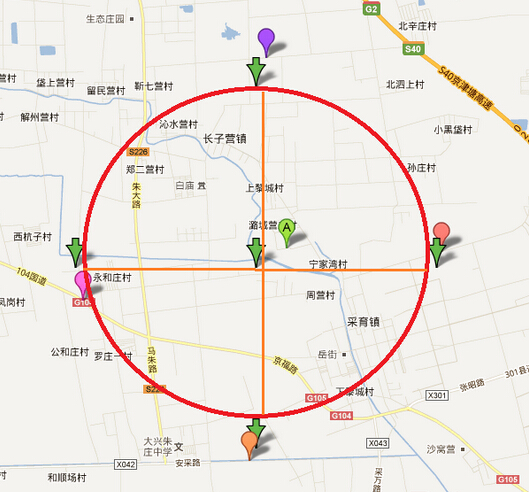 生态庄园
G2
北辛庄村
S40
S40京津塘高速
垡上营村
留民营村
靳七营村
北泗上村
解州营村
沁水营村
长子营镇
小黑垡村
S226
郑二营村
孙庄村
朱大路
白庙
上黎城村
潞城营
村
A
西杭子村
宁家湾村
104国道
永和庄村
凤岗村
周营村
采育镇
公和庄村
罗庄一村
马朱路
京福路
岳街
张昭路
301县道
X301
G105
G104
大兴朱
庄中学
文
X043
沙窝营
X042
安采路
和顺场村
采万路
G105